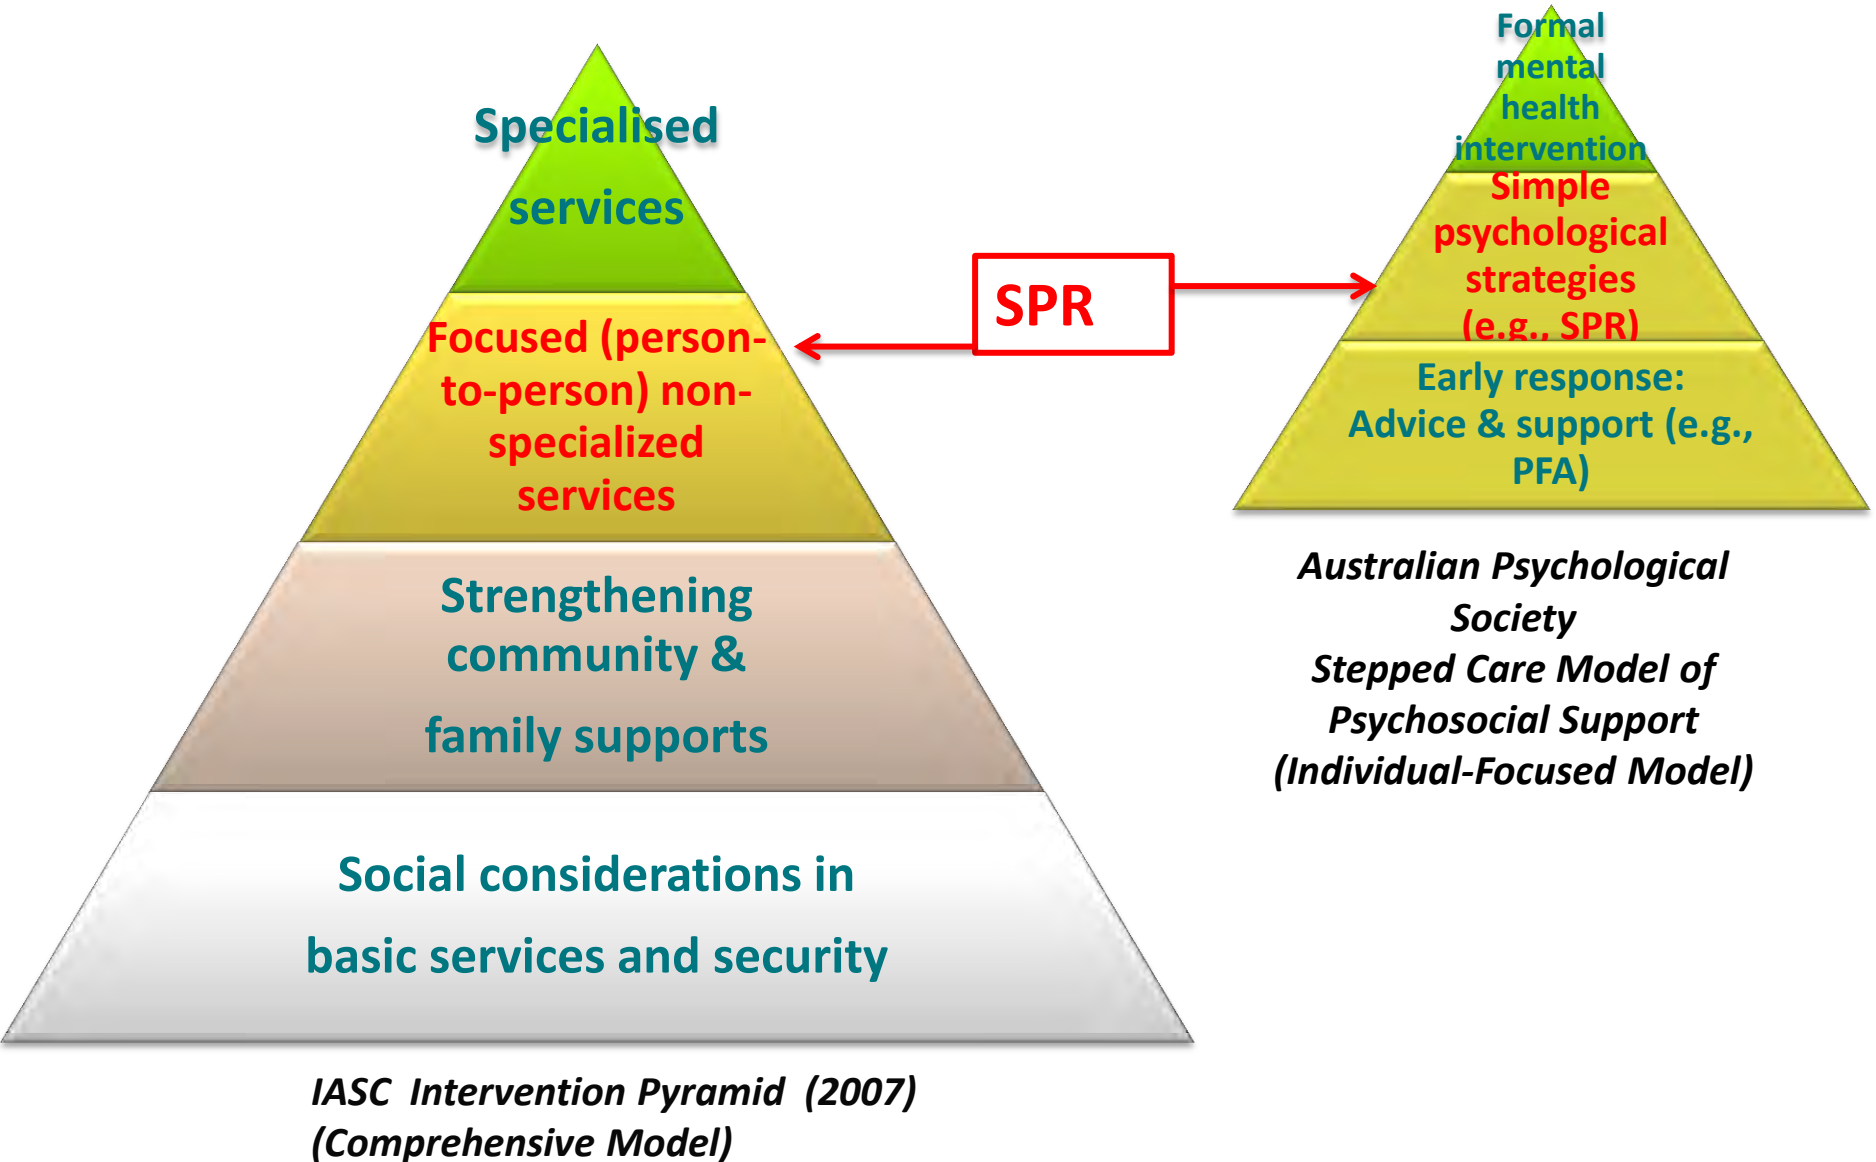 Specialised
services
Focused (person-
to-person) non-
specialized
services
Strengthening
community &
family supports
Social considerations in
basic services and security
IASC Intervention Pyramid (2007)
(Comprehensive Model)
SPR
Formal
mental
health
intervention
Simple
psychological
strategies
(e.g., SPR)
Early response:
Advice & support (e.g.,
PFA)
Australian Psychological
Society
Stepped Care Model of
Psychosocial Support
(Individual-Focused Model)